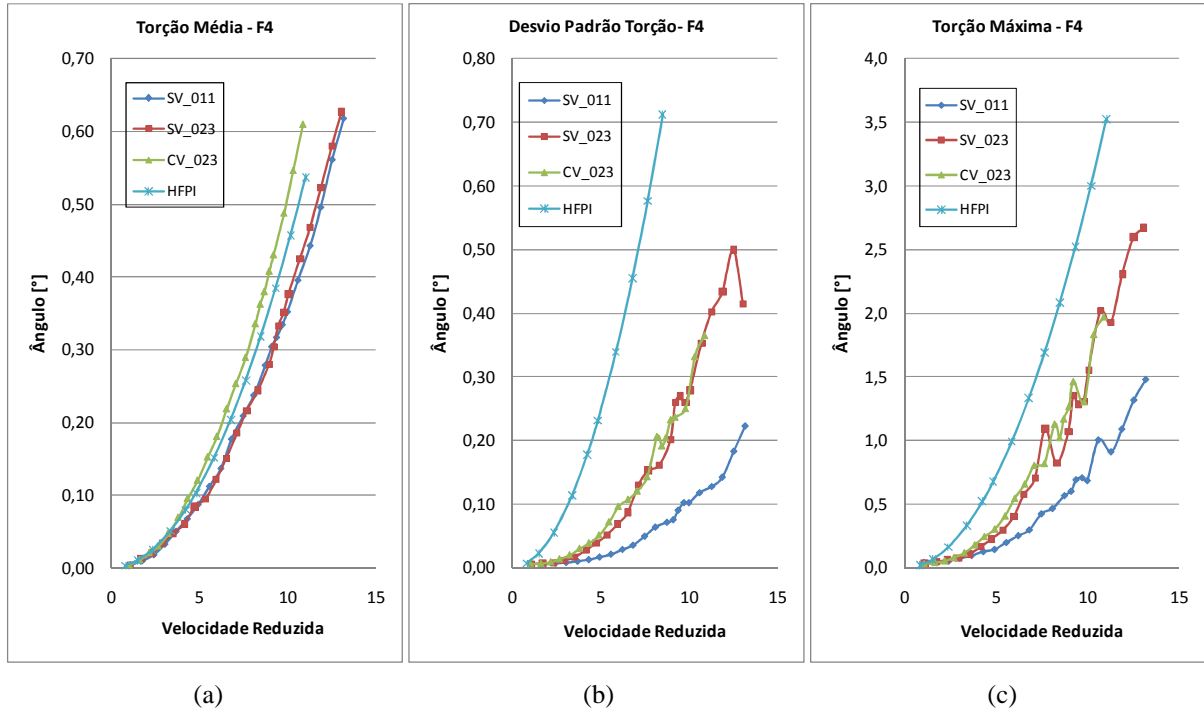 Torção Média - F4
0,70
0,60
0,50
0,40
0,30
0,20
0,10
0,00
Ângulo [°]
SV_011
SV_023
CV_023
HFPI
0
5
10
15
Velocidade Reduzida
(a)
Desvio Padrão Torção- F4
0,80
0,70
0,60
0,50
0,40
0,30
0,20
0,10
0,00
Ângulo [°]
SV_011
SV_023
CV_023
HFPI
0
5
10
15
Velocidade Reduzida
(b)
Torção Máxima - F4
4,0
3,5
3,0
2,5
2,0
1,5
1,0
0,5
0,0
Ângulo [°]
SV_011
SV_023
CV_023
HFPI
0
5
10
15
Velocidade Reduzida
(c)